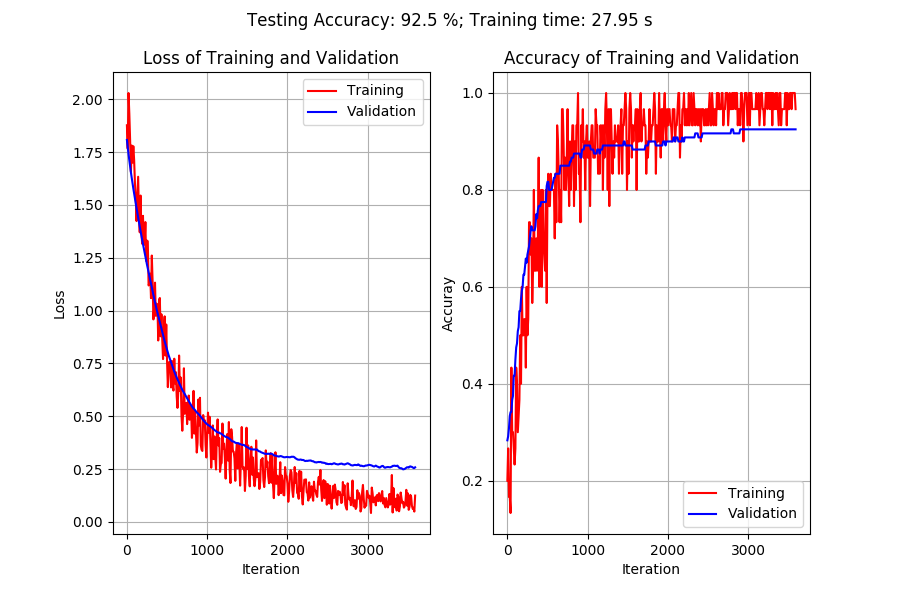 Testing Accuracy: 92.5 %; Training time: 27.95 s
Loss of Training and Validation
2.00
1.75
1.50
1.25
1.00
0.75
0.50
0.25
0.00
Loss
0 1000 2000 3000
Iteration
Training
Validation
Accuracy of Training and Validation
1.0
0.8
0.6
0.4
0.2
Accuray
0 1000 2000 3000
Iteration
Training
Validation